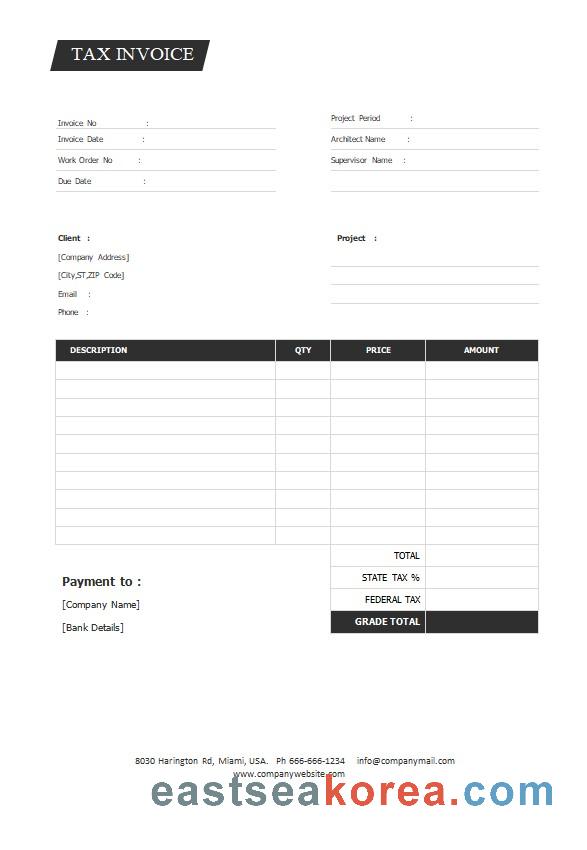 TAX INVOICE
Invoice No :
Invoice Date :
Work Order No :
Due Date :
Project Period :
Architect Name :
Supervisor Name :
Client :
[Company Address]
[City,ST,ZIP Code]
Email :
Phone :
Project :
DESCRIPTION QTY PRICE AMOUNT
TOTAL
STATE TAX %
FEDERAL TAX
GRADE TOTAL
Payment to :
[Company Name]
[Bank Details]
8030 Harington Rd, Miami, USA. Ph 666-666-1234 info@companymail.com
www.companywebsite.com
eastseakorea.com